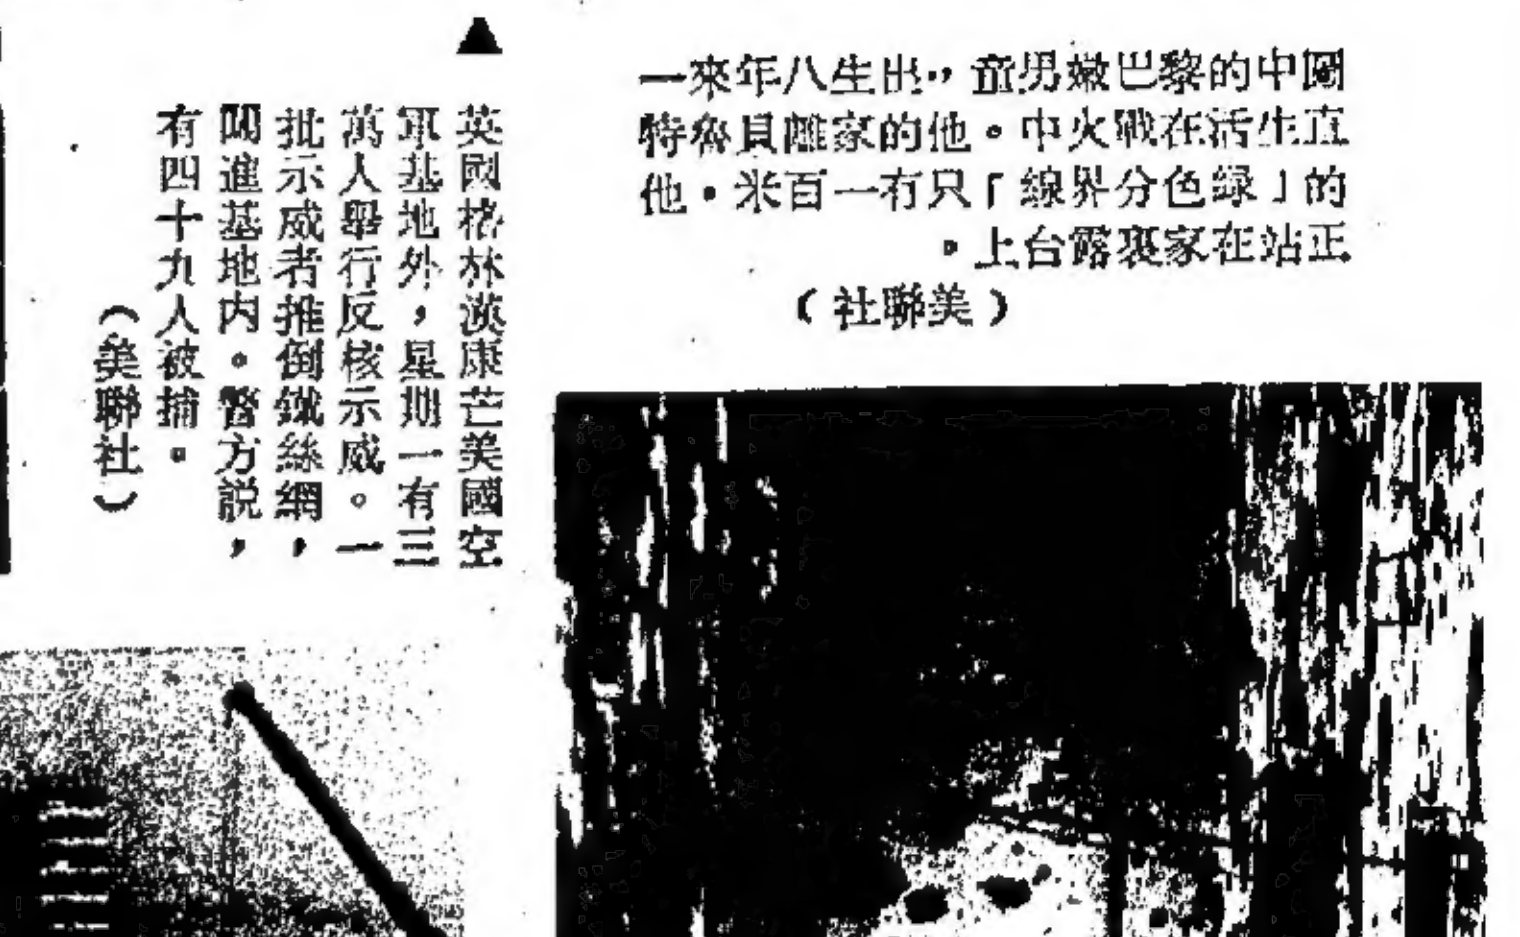 圖中的黎巴嫩男童，出生八年來一
直生活在戰火中。他的家離貝魯特
的「綠色分界線」只有一百米。他
正站在家裏露台上。
（美聯社）
▲
英國格林漢康芒美國空
軍基地外，星期一有三
萬人舉行反核示威。一
批示威者推倒鐵絲網，
闖進基地內。警方説，
有四十九人被捕。
（美聯社）